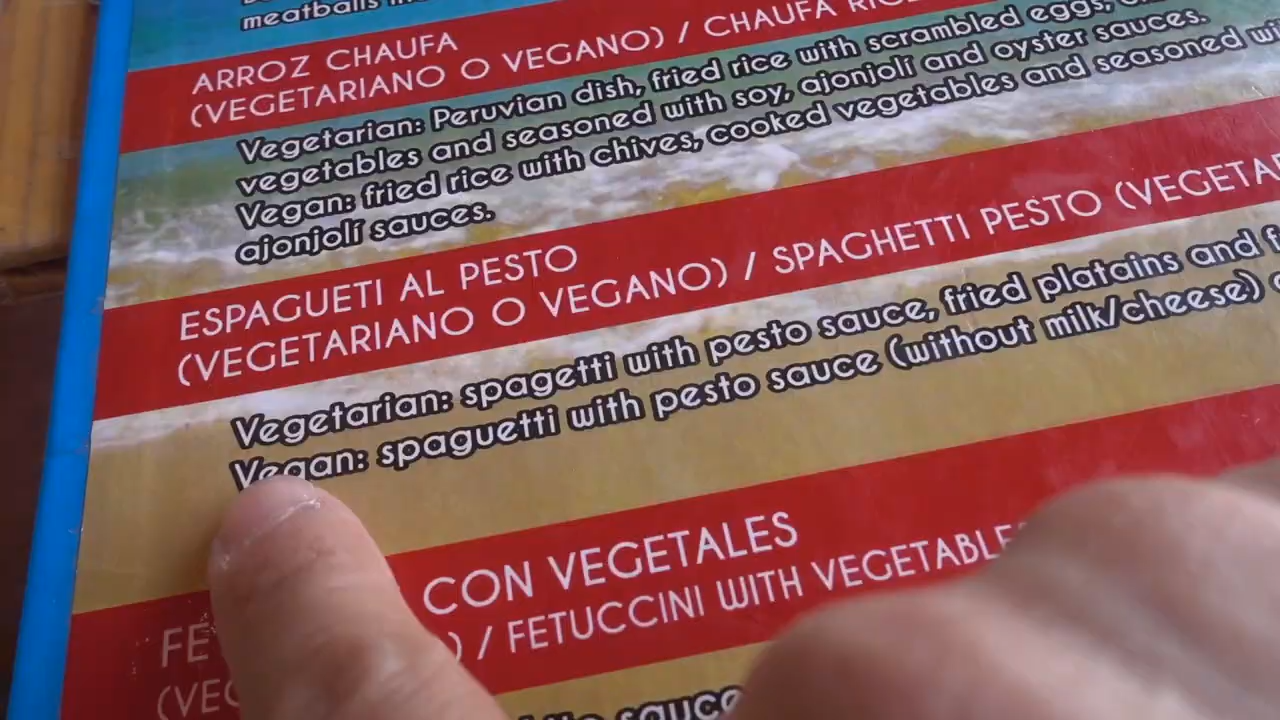 meatballs
ARROZ CHAUFA
(VEGETARIANO O VEGANO) / CHAUFA
Vegetarian: Peruvian dish, fried rice with scrambled eggs,
vegetables and seasoned with soy, ajonjolí and oyster sauces.
Vegan: fried rice with chives, cooked vegetables and seasoned
ajonjolí sauces.
ESPAGUETI AL PESTO
(VEGETARIANO O VEGANO) / SPAGHETTI PESTO
Vegetarian: spagetti with pesto sauce, fried platains and
Vegan: spaguetti with pesto sauce (without milk/cheese)
CON VEGETALES
) / FETUCCINI WITH
sauce